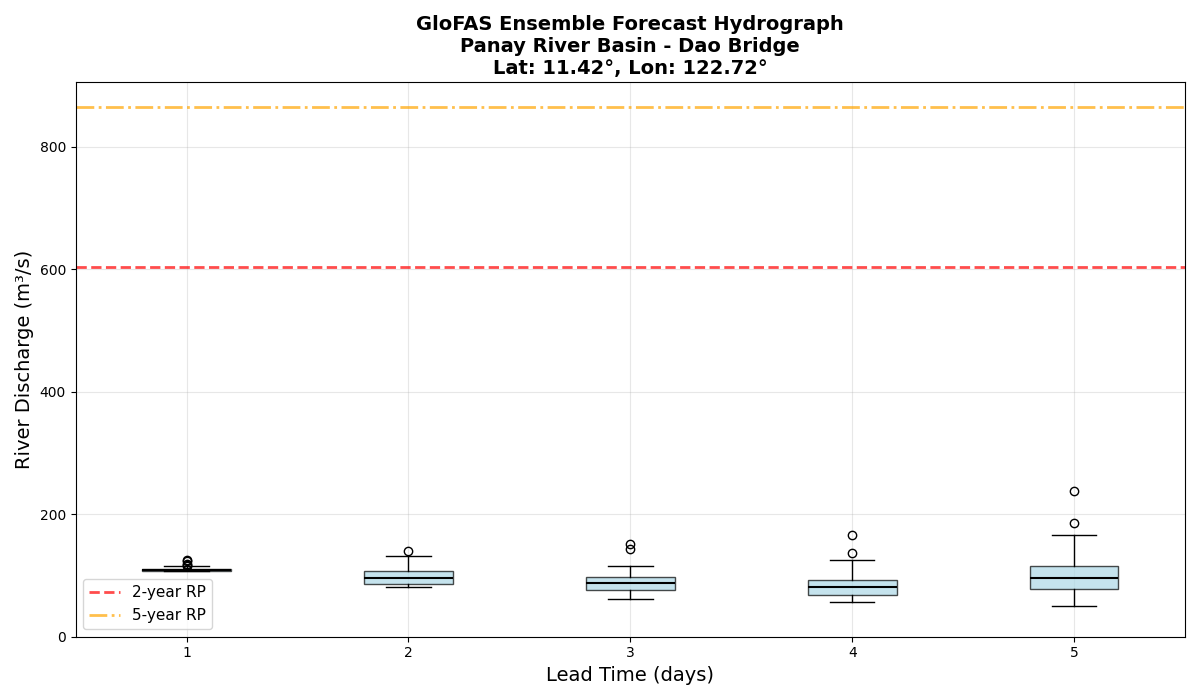 GloFAS Ensemble Forecast Hydrograph
Panay River Basin - Dao Bridge
Lat: 11.42°, Lon: 122.72°
River Discharge (m³/s)
800
600
400
200
0
2-year RP
5-year RP
1 2 3 4 5
Lead Time (days)